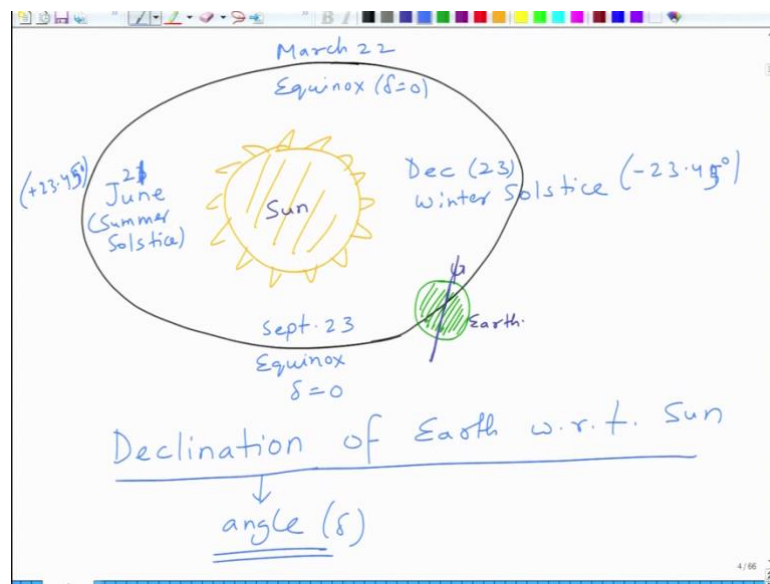 March 22
Equinox (δ=0)
(+23.45°)
21
June
(Summer
Solstice)
Sun
Dec (23)
Winter Solstice (-23.45°)
Earth.
Sept. 23
Equinox
δ=0
Declination of Earth w.r.t. Sun
angle (δ)
4/66